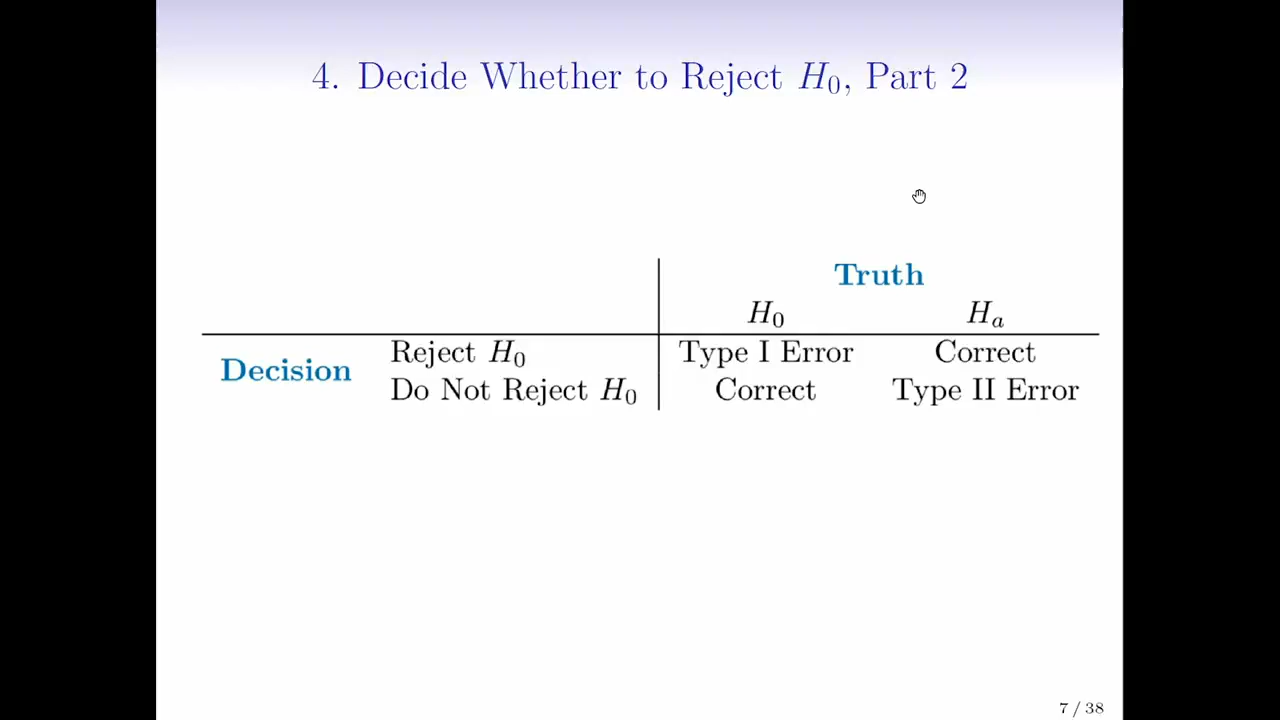 4. Decide Whether to Reject H₀, Part 2
Truth
H₀ Hₐ
Decision
Reject H₀ Type I Error Correct
Do Not Reject H₀ Correct Type II Error
7 / 38